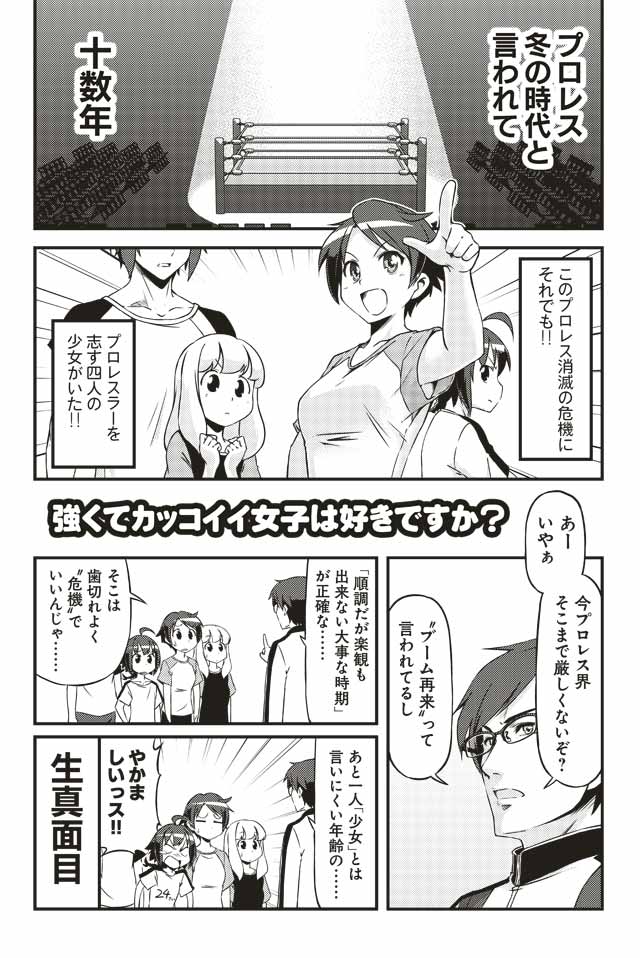 プロレス
冬の時代と
言われて
十数年
このプロレス消滅の危機に
それでも!!
プロレスラーを
志す四人の
少女がいた!!
強くてカッコイイ女子は好きですか?
あー
いやぁ
今プロレス界
そこまで厳しくないぞ?
〝ブーム再来〟って
言われてるし
「順調だが楽観も
出来ない大事な時期」
が正確な……
そこは
歯切れよく
〝危機〟で
いいんじゃ……
あと一人「少女」とは
言いにくい年齢の……
やかま
しいっス!!
24
生真面目